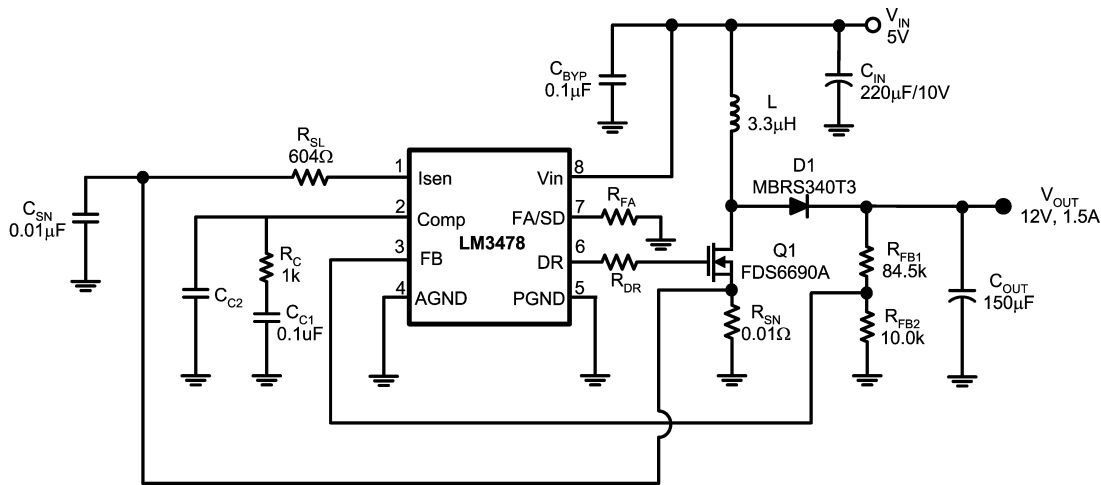 V_IN
5V
C_BYP
0.1µF
C_IN
220µF/10V
L
3.3µH
R_SL
604Ω
1
8
Isen
Vin
D1
MBRS340T3
V_OUT
12V, 1.5A
C_SN
0.01µF
2
7
R_FA
Comp
FA/SD
LM3478
3
6
FB
DR
R_DR
Q1
FDS6690A
R_FB1
84.5k
R_C
1k
C_OUT
150µF
C_C2
4
5
AGND
PGND
C_C1
0.1uF
R_SN
0.01Ω
R_FB2
10.0k